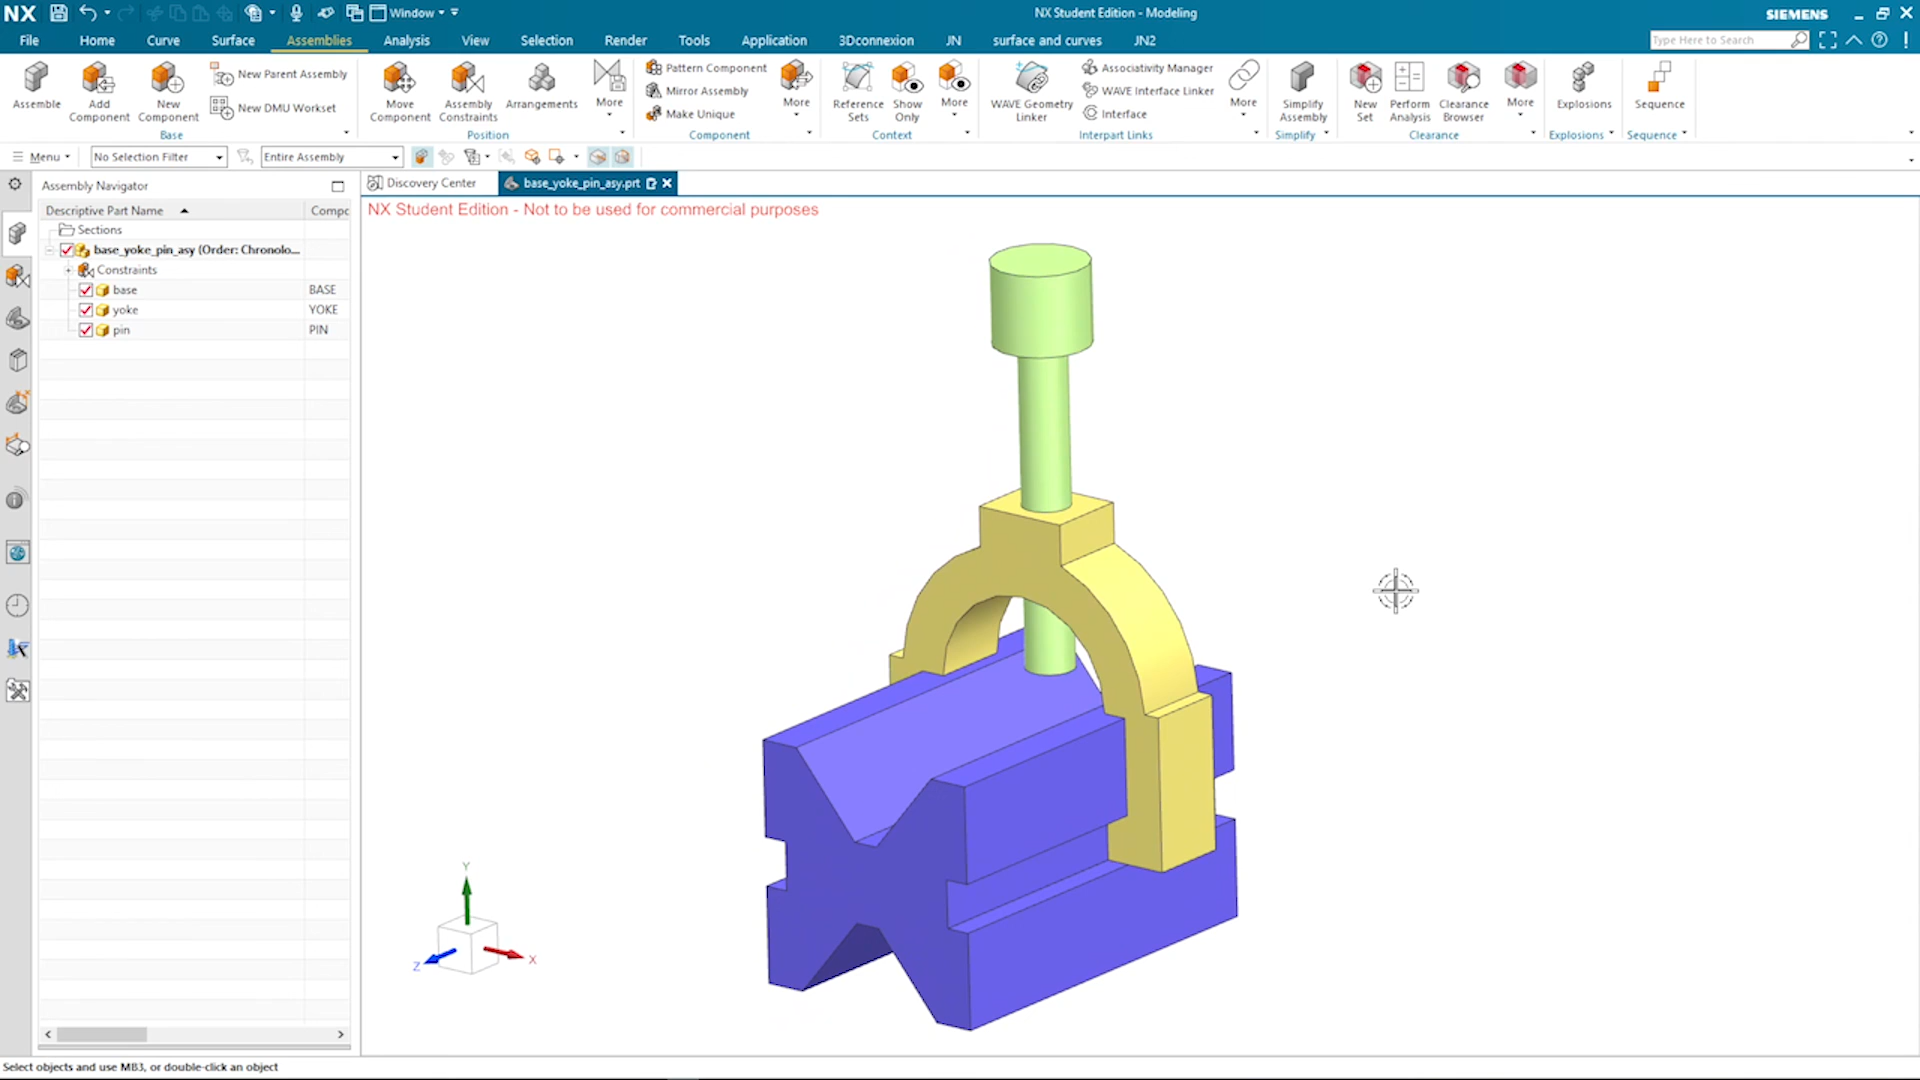 NX Window NX Student Edition - Modeling SIEMENS
File Home Curve Surface Assemblies Analysis View Selection Render Tools Application 3Dconnexion JN surface and curves JN2 Type Here to Search
Assemble
Add
Component
New
Component
New Parent Assembly
New DMU Workset
Base
Move
Component
Assembly
Constraints
Arrangements
More
Position
Pattern Component
Mirror Assembly
Make Unique
More
Component
Reference
Sets
Show
Only
More
Context
WAVE Geometry
Linker
Associativity Manager
WAVE Interface Linker
Interface
More
Interpart Links
Simplify
Assembly
Simplify
New
Set
Perform
Analysis
Clearance
Browser
More
Clearance
Explosions
Explosions
Sequence
Sequence
Menu No Selection Filter Entire Assembly
Assembly Navigator
Descriptive Part Name Compo
Sections
base_yoke_pin_asy (Order: Chronolo...
Constraints
base BASE
yoke YOKE
pin PIN
Discovery Center base_yoke_pin_asy.prt
NX Student Edition - Not to be used for commercial purposes
Y
Z
X
Select objects and use MB3, or double-click an object